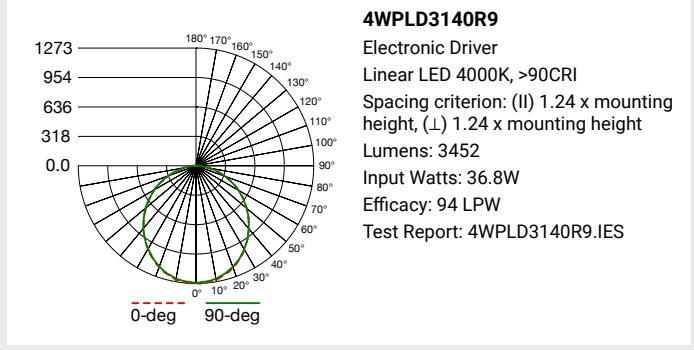 4WPLD3140R9
Electronic Driver
Linear LED 4000K, >90CRI
Spacing criterion: (II) 1.24 x mounting
height, (⊥) 1.24 x mounting height
Lumens: 3452
Input Watts: 36.8W
Efficacy: 94 LPW
Test Report: 4WPLD3140R9.IES
1273
954
636
318
0.0
180°
170°
160°
150°
140°
130°
120°
110°
100°
90°
80°
70°
60°
50°
40°
30°
20°
10°
0°
0-deg
90-deg